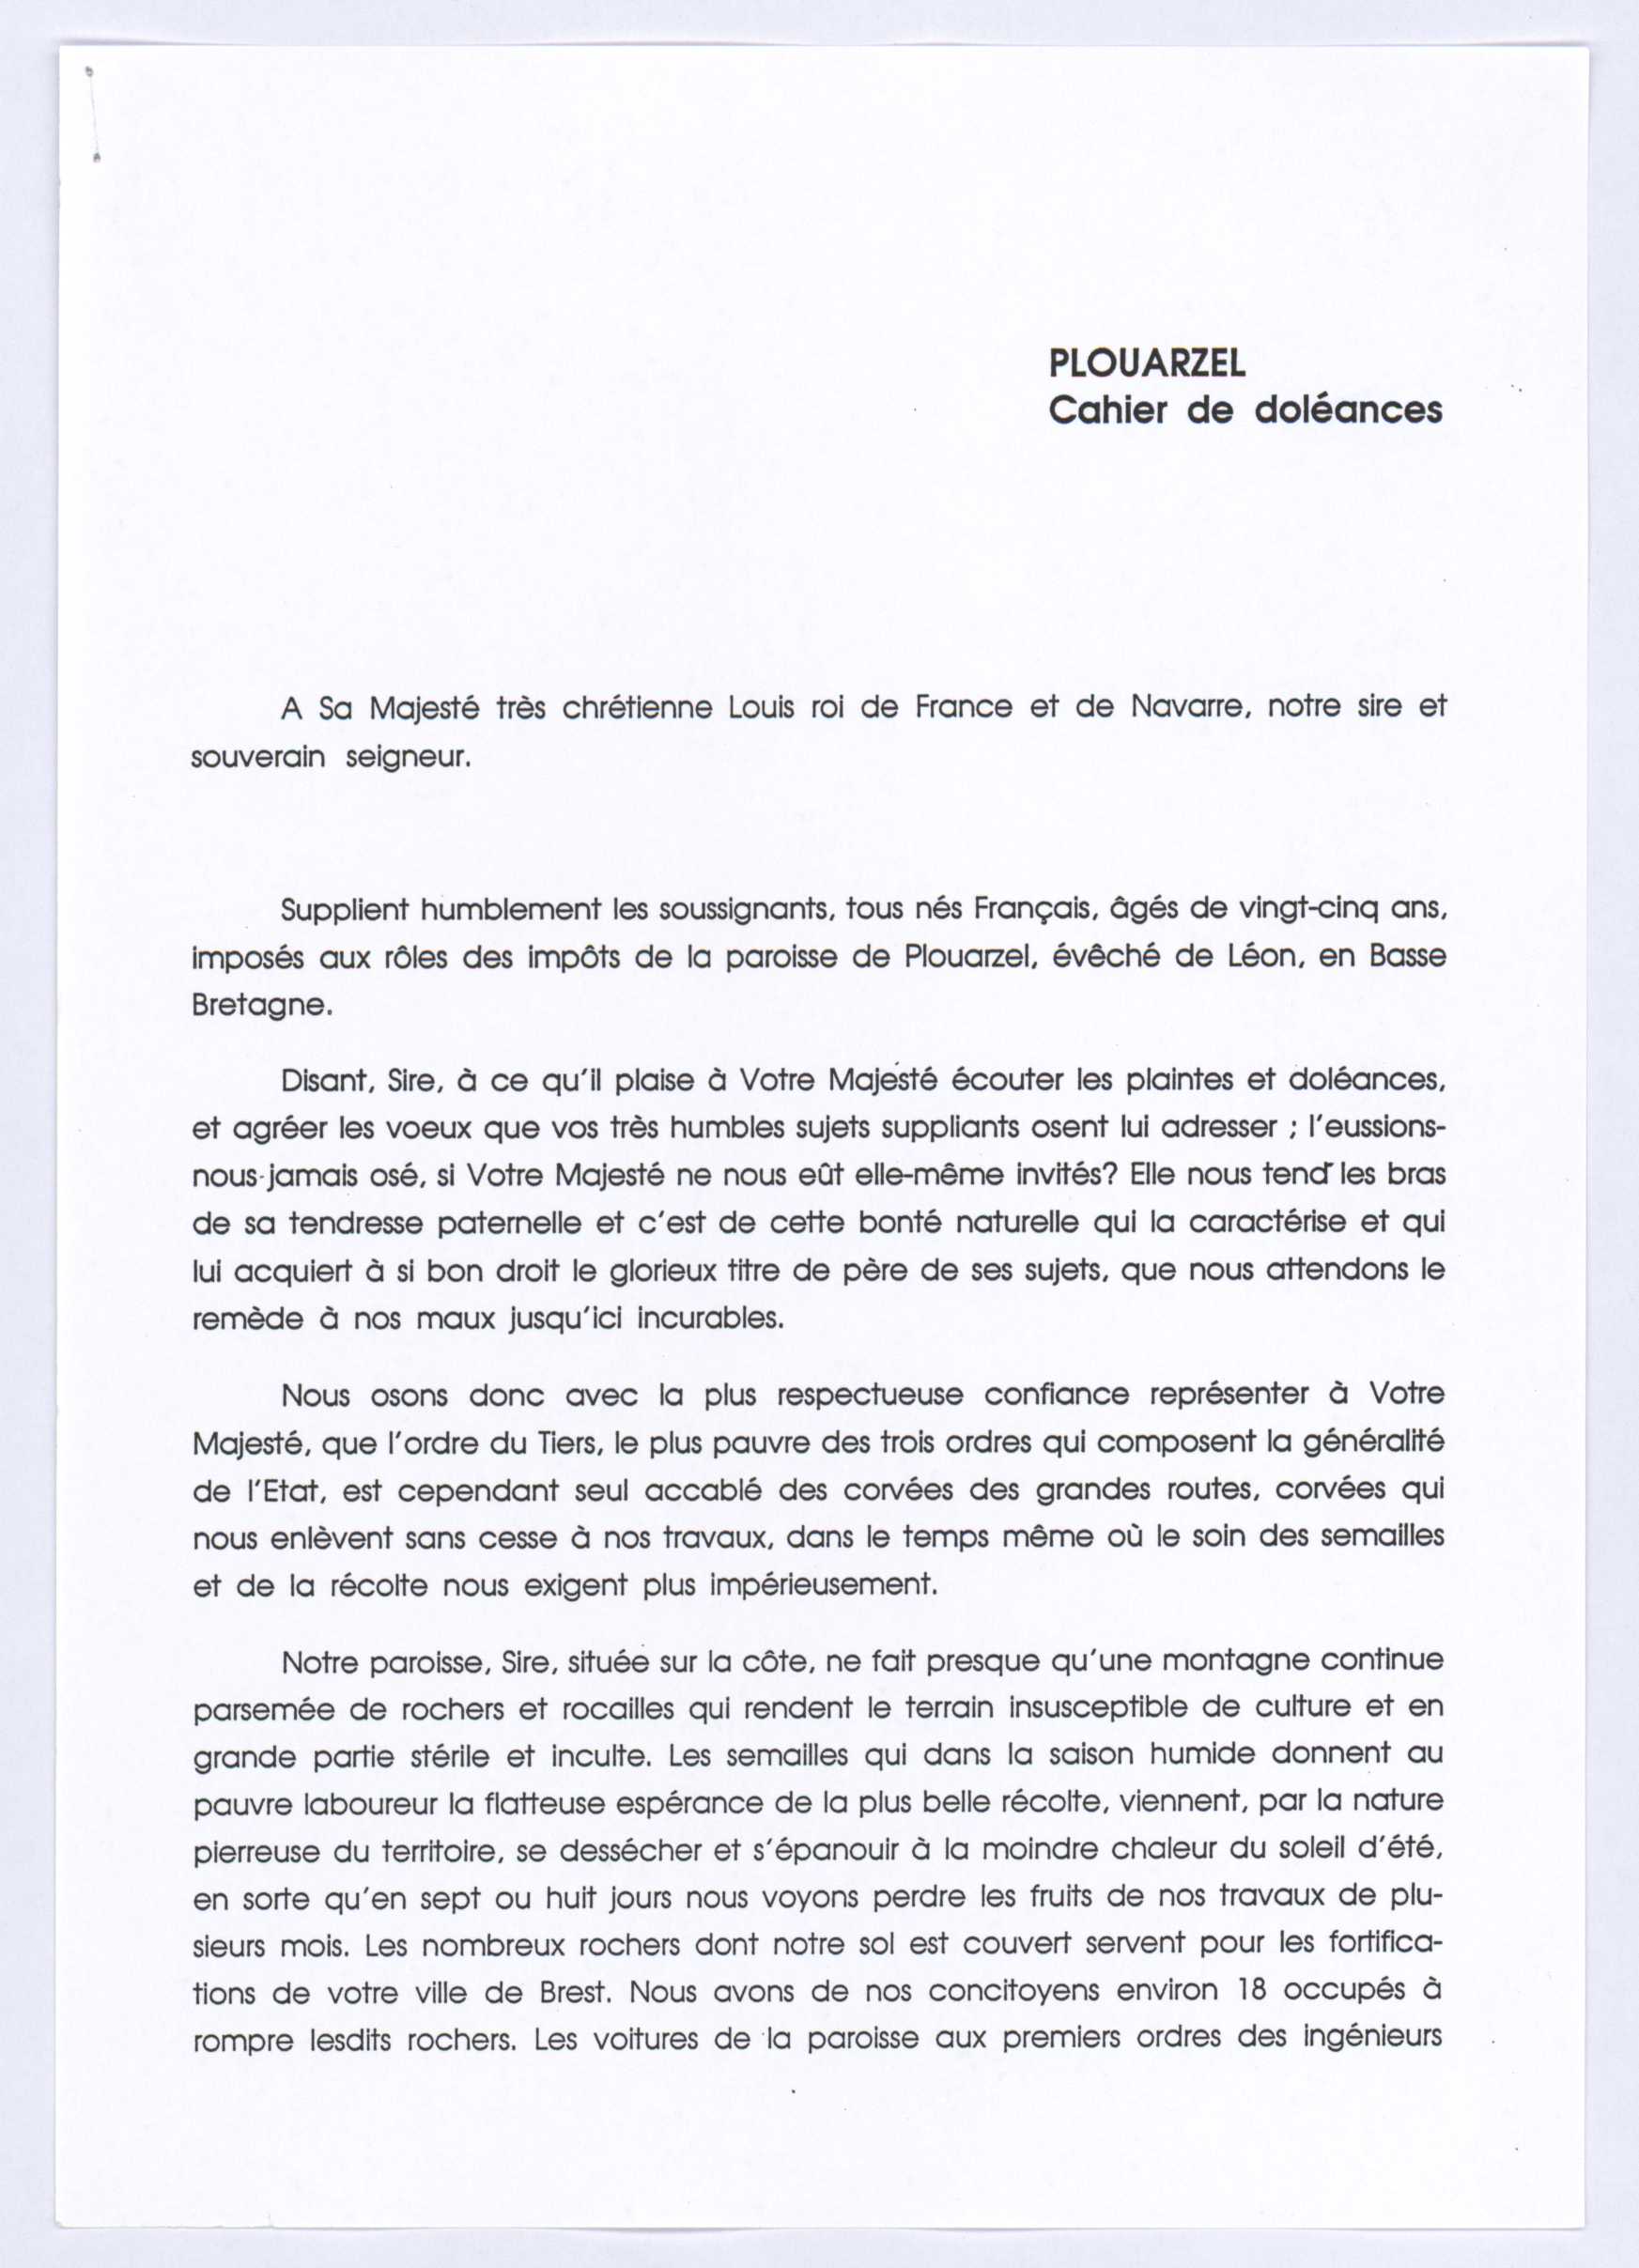 PLOUARZEL
Cahier de doléances
A Sa Majesté très chrétienne Louis roi de France et de Navarre, notre sire et
souverain seigneur.
Supplient humblement les soussignants, tous nés Français, âgés de vingt-cinq ans,
imposés aux rôles des impôts de la paroisse de Plouarzel, évêché de Léon, en Basse
Bretagne.
Disant, Sire, à ce qu'il plaise à Votre Majesté écouter les plaintes et doléances,
et agréer les voeux que vos très humbles sujets suppliants osent lui adresser ; l'eussions-
nous-jamais osé, si Votre Majesté ne nous eût elle-même invités? Elle nous tend les bras
de sa tendresse paternelle et c'est de cette bonté naturelle qui la caractérise et qui
lui acquiert à si bon droit le glorieux titre de père de ses sujets, que nous attendons le
remède à nos maux jusqu'ici incurables.
Nous osons donc avec la plus respectueuse confiance représenter à Votre
Majesté, que l'ordre du Tiers, le plus pauvre des trois ordres qui composent la généralité
de l'Etat, est cependant seul accablé des corvées des grandes routes, corvées qui
nous enlèvent sans cesse à nos travaux, dans le temps même où le soin des semailles
et de la récolte nous exigent plus impérieusement.
Notre paroisse, Sire, située sur la côte, ne fait presque qu'une montagne continue
parsemée de rochers et rocailles qui rendent le terrain insusceptible de culture et en
grande partie stérile et inculte. Les semailles qui dans la saison humide donnent au
pauvre laboureur la flatteuse espérance de la plus belle récolte, viennent, par la nature
pierreuse du territoire, se dessécher et s'épanouir à la moindre chaleur du soleil d'été,
en sorte qu'en sept ou huit jours nous voyons perdre les fruits de nos travaux de plu-
sieurs mois. Les nombreux rochers dont notre sol est couvert servent pour les fortifica-
tions de votre ville de Brest. Nous avons de nos concitoyens environ 18 occupés à
rompre lesdits rochers. Les voitures de la paroisse aux premiers ordres des ingénieurs